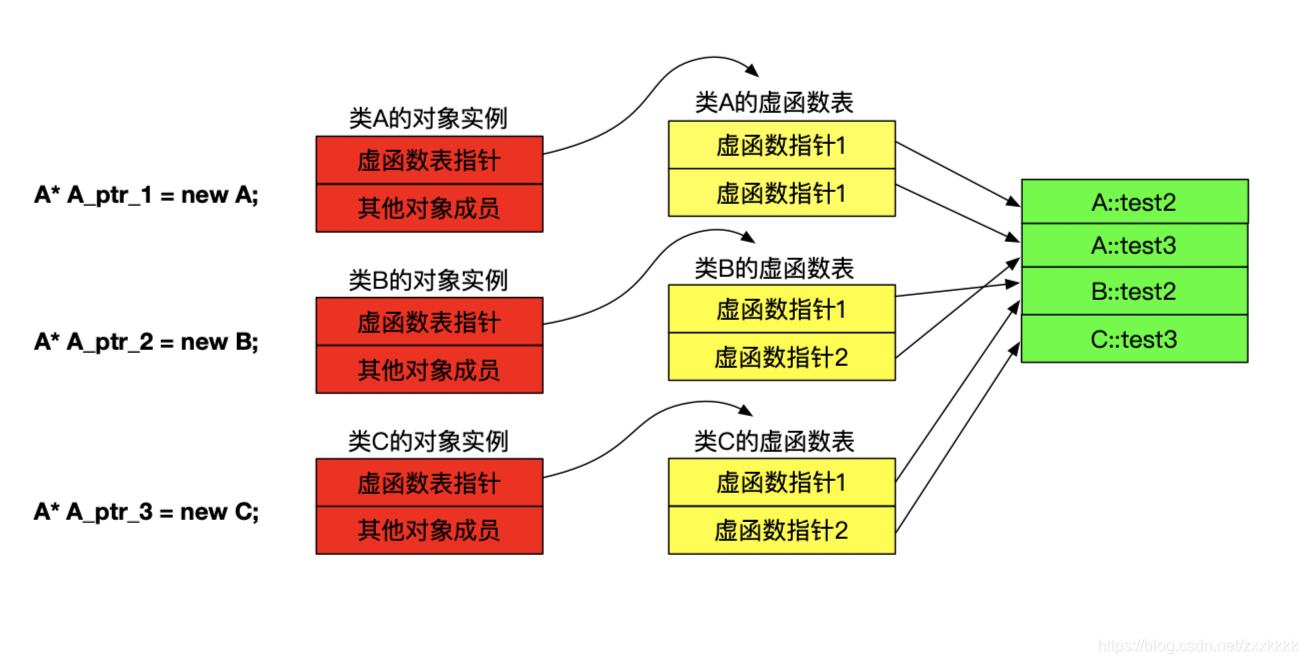 类A的对象实例
类A的虚函数表
A* A_ptr_1 = new A;
虚函数表指针
其他对象成员
虚函数指针1
虚函数指针1
类B的对象实例
类B的虚函数表
A* A_ptr_2 = new B;
虚函数表指针
其他对象成员
虚函数指针1
虚函数指针2
类C的对象实例
类C的虚函数表
A* A_ptr_3 = new C;
虚函数表指针
其他对象成员
虚函数指针1
虚函数指针2
A::test2
A::test3
B::test2
C::test3
https://blog.csdn.net/zxxkkkk